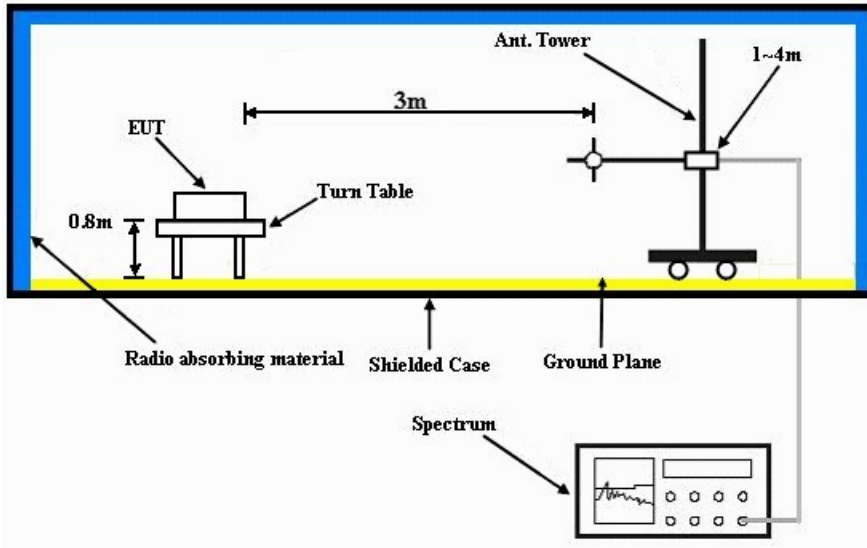 Ant. Tower
1~4m
3m
EUT
Turn Table
0.8m
Radio absorbing material
Shielded Case
Ground Plane
Spectrum